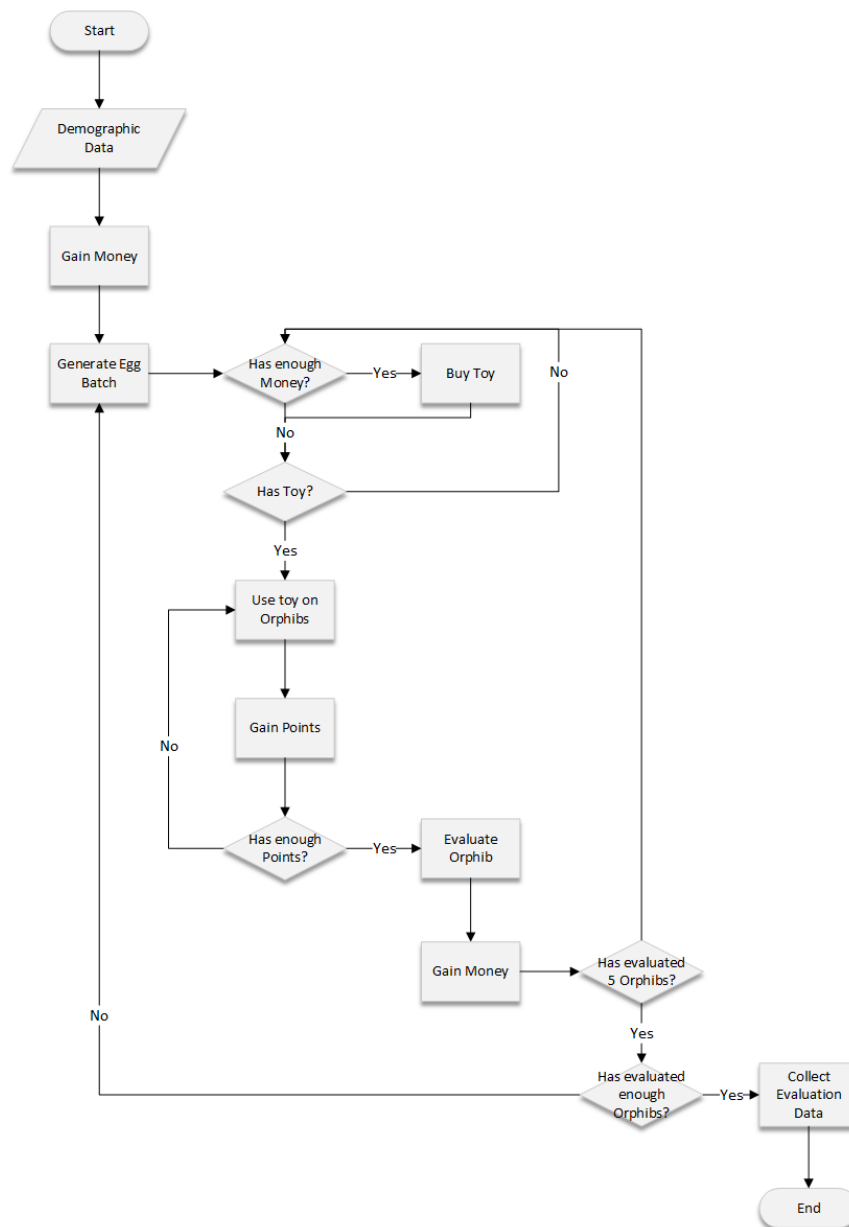 Start
Demographic
Data
Gain Money
Generate Egg
Batch
Has enough
Money?
Yes
Buy Toy
No
No
Has Toy?
Yes
Use toy on
Orphibs
Gain Points
No
Has enough
Points?
Yes
Evaluate
Orphib
Gain Money
Has evaluated
5 Orphibs?
No
Yes
Has evaluated
enough
Orphibs?
Yes
Collect
Evaluation
Data
End